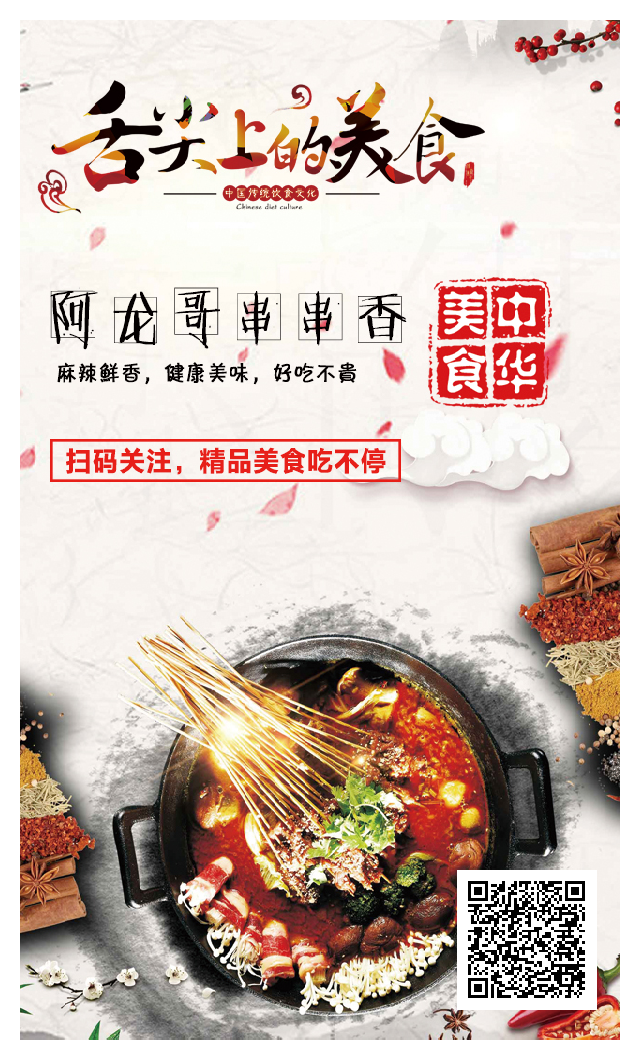 舌尖上的美食
中国传统饮食文化
Chinese diet culture
阿龙哥串串香
麻辣鲜香，健康美味，好吃不貴
中华
美食
扫码关注，精品美食吃不停